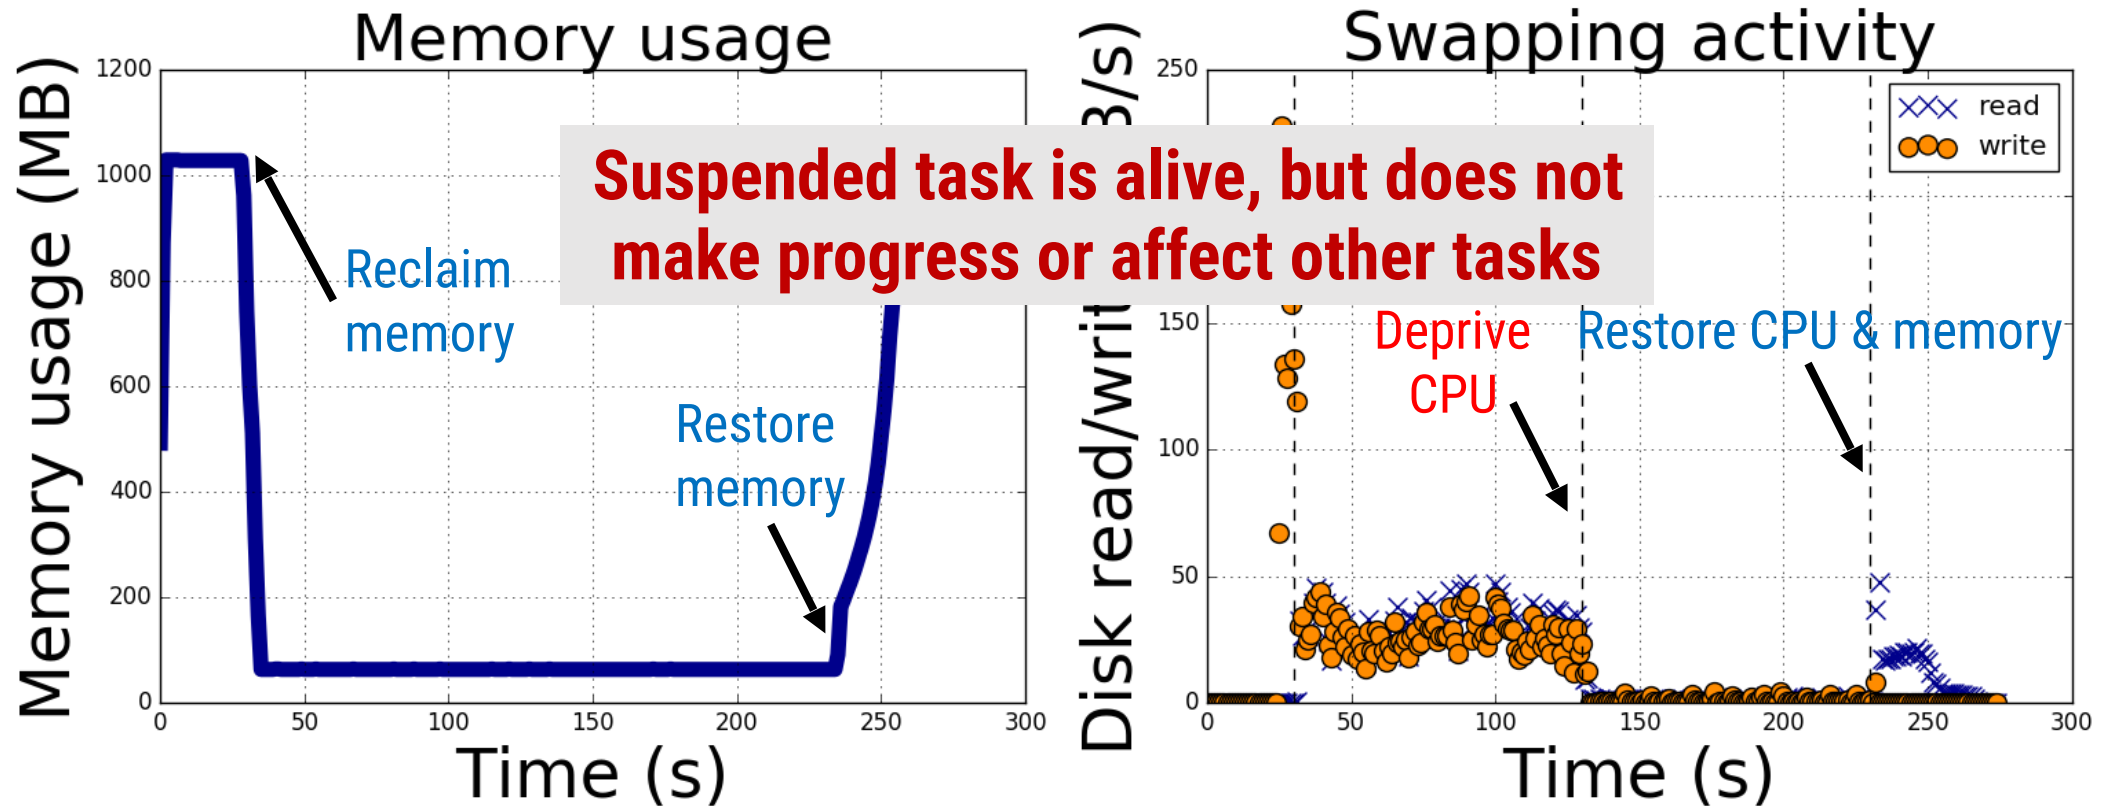 Memory usage
Memory usage (MB)
1200
1000
800
600
400
200
0
0 50 100 150 200 250 300
Time (s)
Reclaim
memory
Restore
memory
Suspended task is alive, but does not
make progress or affect other tasks
Swapping activity
Disk read/writ
B/s)
250
150
100
50
0
0 50 100 150 200 250 300
Time (s)
read
write
Deprive
CPU
Restore CPU & memory